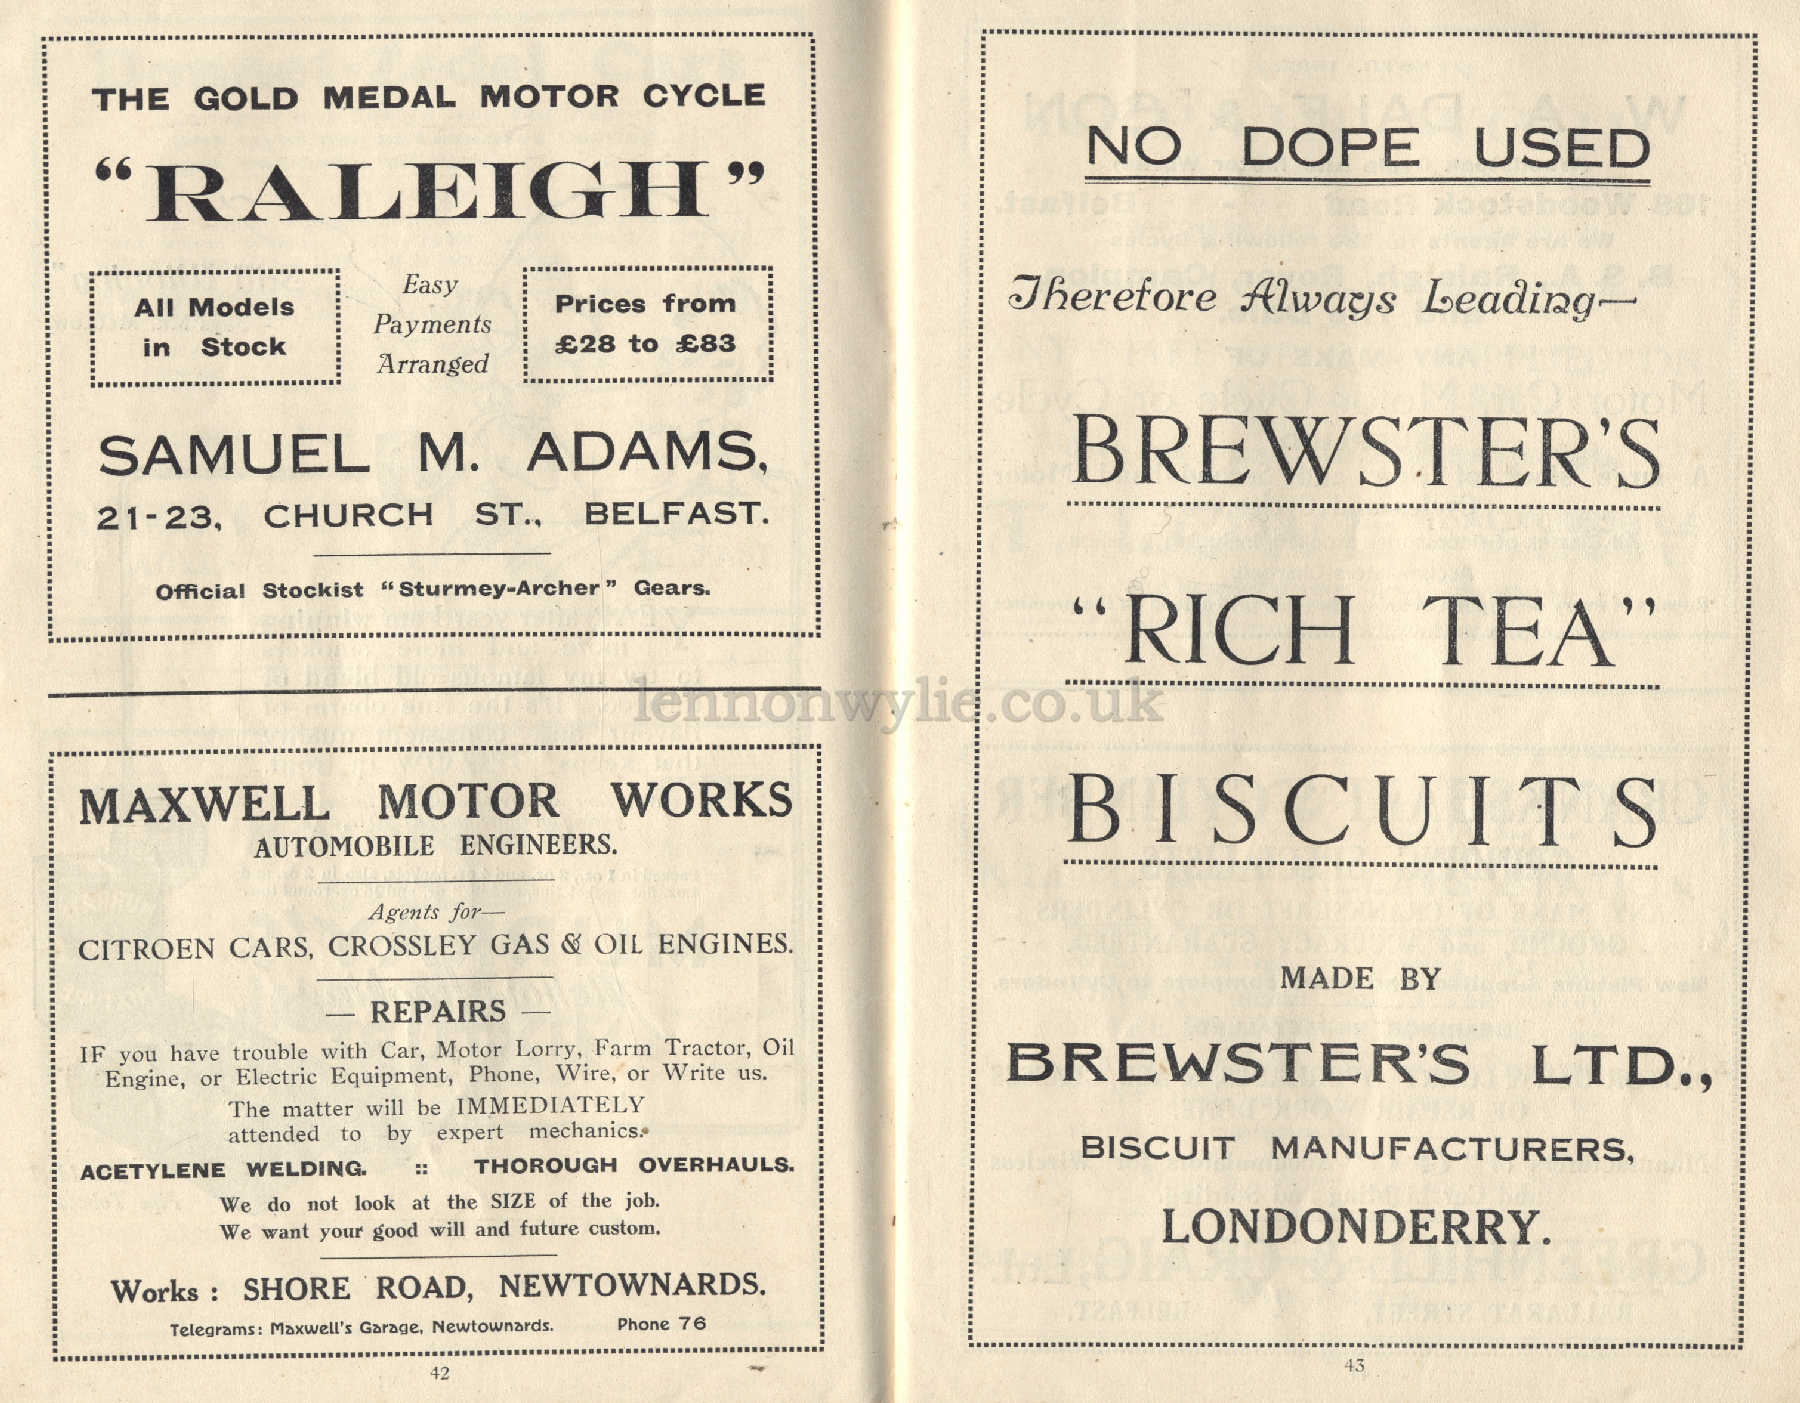 THE GOLD MEDAL MOTOR CYCLE
“RALEIGH”
All Models
in Stock
Easy
Payments
Arranged
Prices from
£28 to £83
SAMUEL M. ADAMS,
21-23, CHURCH ST., BELFAST.
Official Stockist “Sturmey-Archer” Gears.
MAXWELL MOTOR WORKS
AUTOMOBILE ENGINEERS.
Agents for—
CITROEN CARS, CROSSLEY GAS & OIL ENGINES.
— REPAIRS —
IF you have trouble with Car, Motor Lorry, Farm Tractor, Oil
Engine, or Electric Equipment, Phone, Wire, or Write us.
The matter will be IMMEDIATELY
attended to by expert mechanics.
ACETYLENE WELDING. :: THOROUGH OVERHAULS.
We do not look at the SIZE of the job.
We want your good will and future custom.
Works : SHORE ROAD, NEWTOWNARDS.
Telegrams: Maxwell's Garage, Newtownards. Phone 76
42
NO DOPE USED
Therefore Always Leading—
BREWSTER'S
“RICH TEA”
BISCUITS
MADE BY
BREWSTER'S LTD.,
BISCUIT MANUFACTURERS,
LONDONDERRY.
43
lennonwylie.co.uk